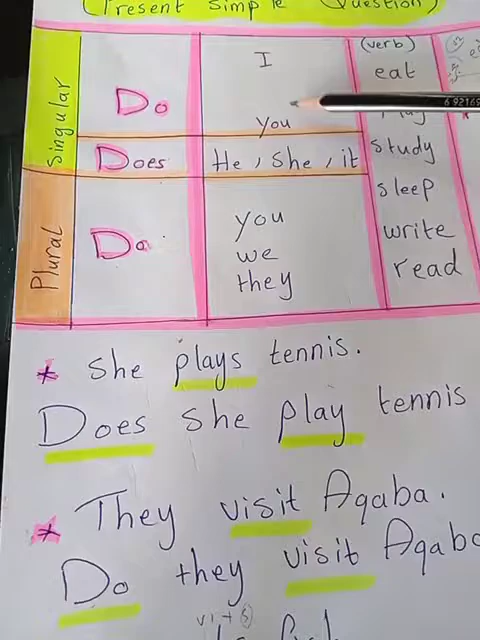 (Present Simple Question)
Singular
Do
I
you
(verb)
eat
play
study
sleep
write
read
Does
He, She, it
Plural
Do
you
we
they
* She plays tennis.
Does she play tennis
* They visit Aqaba.
Do they visit Aqaba